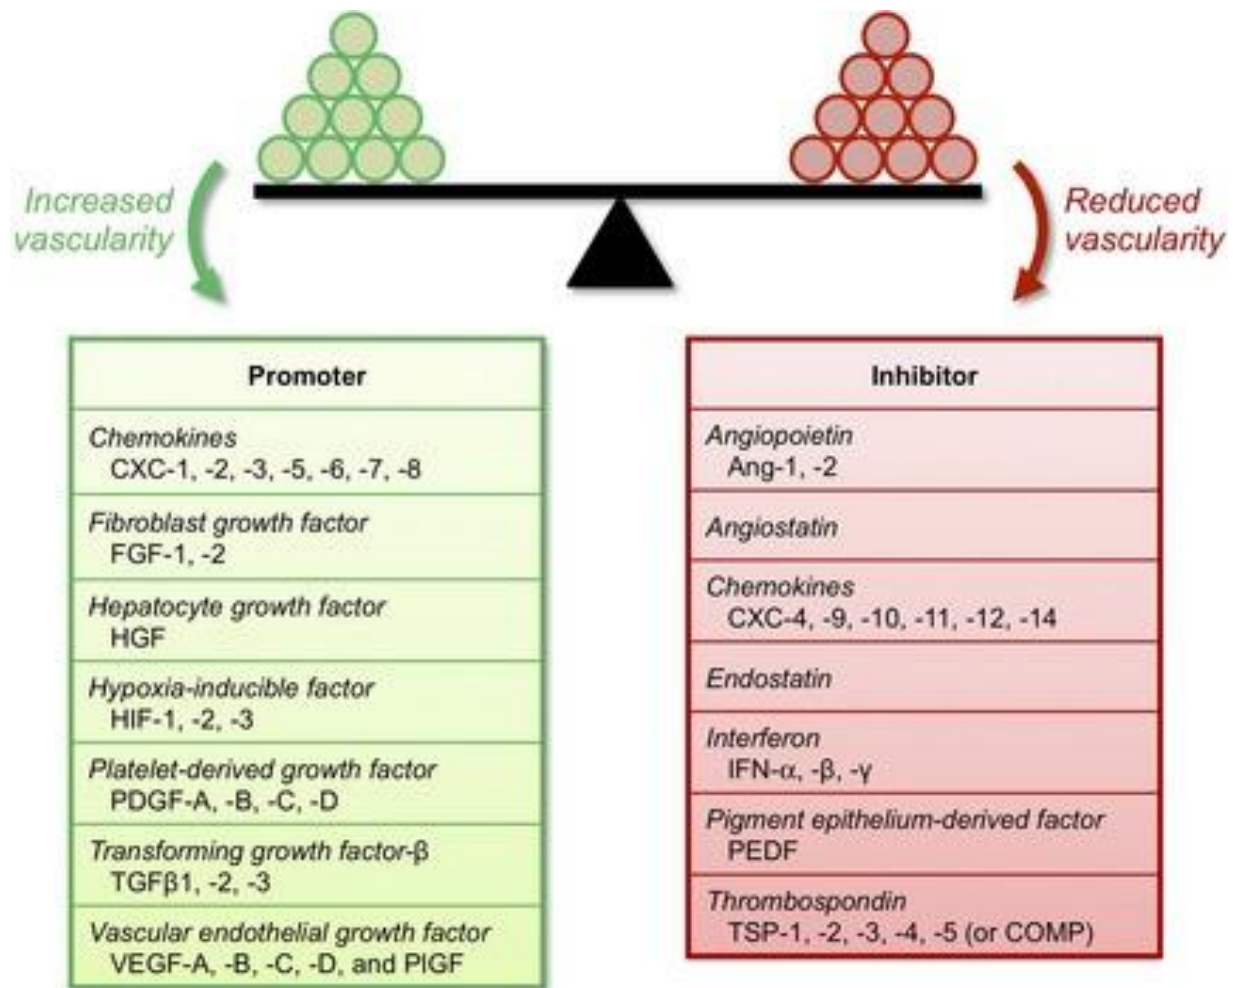 Increased
vascularity
Reduced
vascularity
Promoter
Chemokines
CXC-1, -2, -3, -5, -6, -7, -8
Fibroblast growth factor
FGF-1, -2
Hepatocyte growth factor
HGF
Hypoxia-inducible factor
HIF-1, -2, -3
Platelet-derived growth factor
PDGF-A, -B, -C, -D
Transforming growth factor-β
TGFβ1, -2, -3
Vascular endothelial growth factor
VEGF-A, -B, -C, -D, and PlGF
Inhibitor
Angiopoietin
Ang-1, -2
Angiostatin
Chemokines
CXC-4, -9, -10, -11, -12, -14
Endostatin
Interferon
IFN-α, -β, -γ
Pigment epithelium-derived factor
PEDF
Thrombospondin
TSP-1, -2, -3, -4, -5 (or COMP)